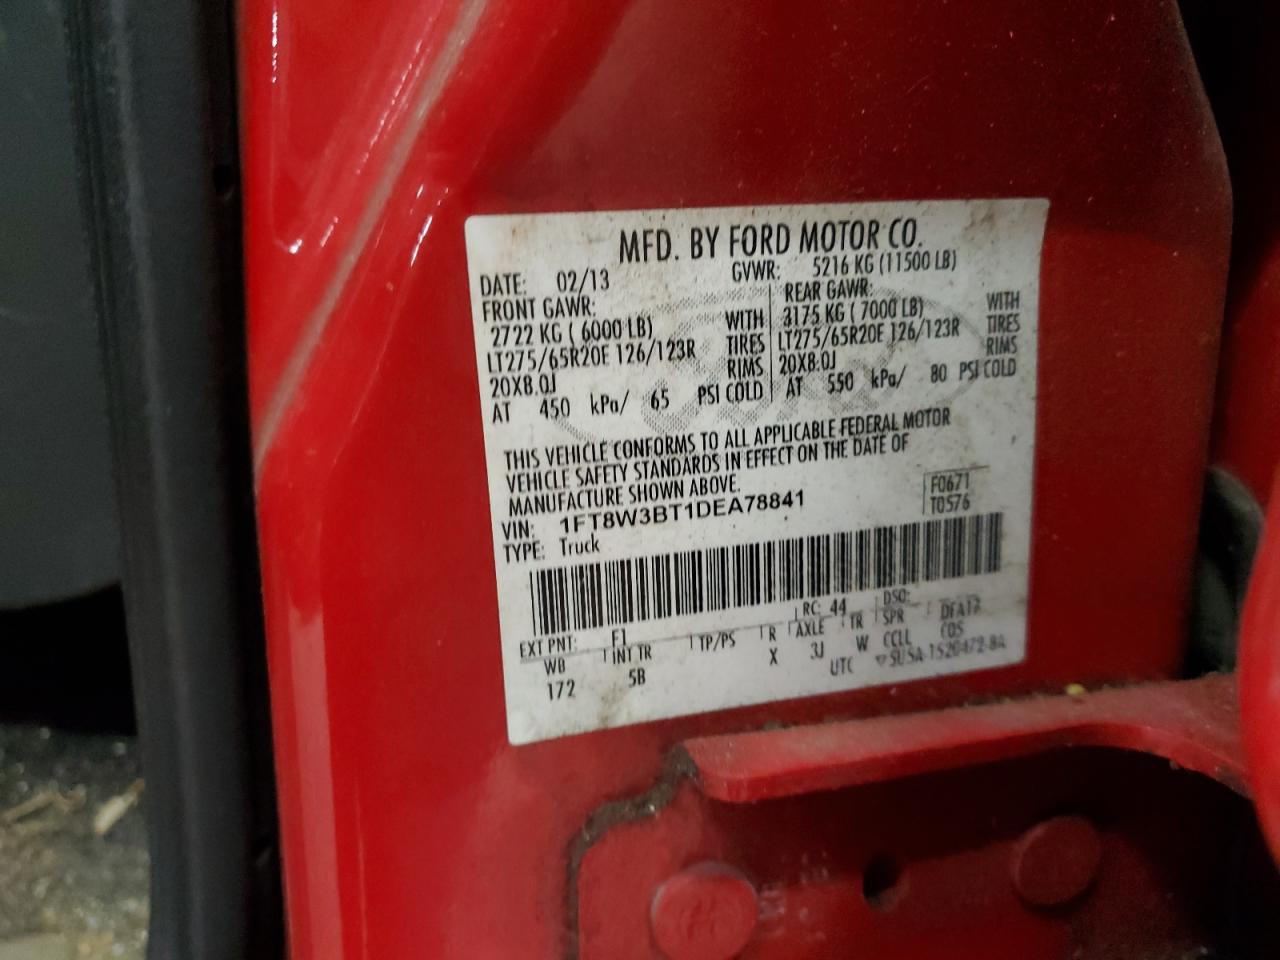 MFD. BY FORD MOTOR CO.
DATE: 02/13 GVWR: 5216 KG (11500 LB)
FRONT GAWR: REAR GAWR:
2722 KG ( 6000 LB) WITH 3175 KG ( 7000 LB) WITH
LT275/65R20E 126/123R TIRES LT275/65R20E 126/123R TIRES
20X8.0J RIMS 20X8.0J RIMS
AT 450 kPa/ 65 PSI COLD AT 550 kPa/ 80 PSI COLD
THIS VEHICLE CONFORMS TO ALL APPLICABLE FEDERAL MOTOR
VEHICLE SAFETY STANDARDS IN EFFECT ON THE DATE OF
MANUFACTURE SHOWN ABOVE.
VIN: 1FT8W3BT1DEA78841
F0671
T0576
TYPE: Truck
EXT PNT: F1 RC: 44 DSO:
WB INT TR TP/PS R AXLE TR SPR
172 5B X 3J W CCLL COS
UTC